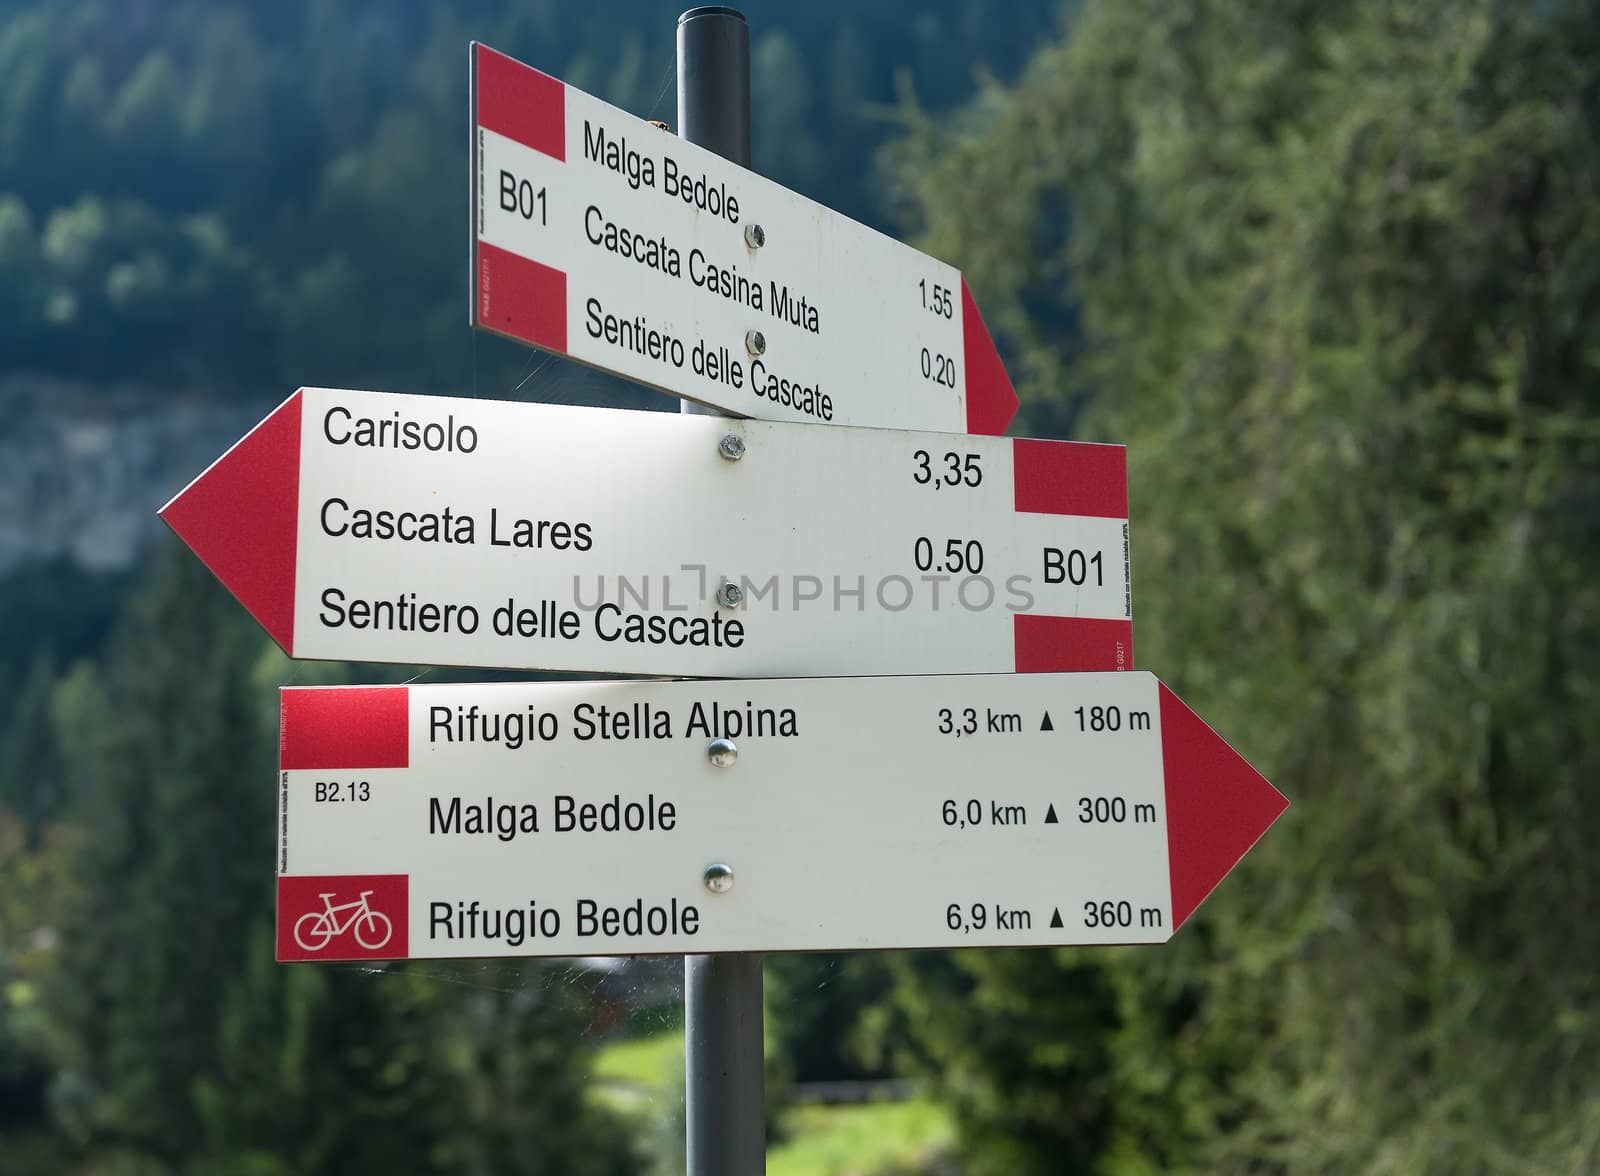 Malga Bedole
B01
Cascata Casina Muta 1.55
Sentiero delle Cascate 0.20
Carisolo 3,35
Cascata Lares 0.50
B01
Sentiero delle Cascate
UNLIMPHOTOS
Rifugio Stella Alpina 3,3 km ▲ 180 m
B2.13
Malga Bedole 6,0 km ▲ 300 m
Rifugio Bedole 6,9 km ▲ 360 m